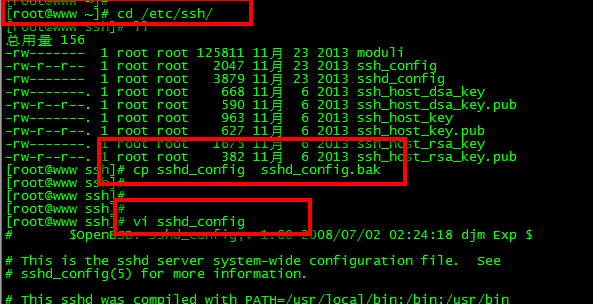 [root@www ~]#
[root@www ~]# cd /etc/ssh/
[root@www ssh]# ll
总用量 156
-rw------- 1 root root 125811 11月 23 2013 moduli
-rw-r--r-- 1 root root 2047 11月 23 2013 ssh_config
-rw------- 1 root root 3879 11月 23 2013 sshd_config
-rw-------. 1 root root 668 11月 6 2013 ssh_host_dsa_key
-rw-r--r--. 1 root root 590 11月 6 2013 ssh_host_dsa_key.pub
-rw-------. 1 root root 963 11月 6 2013 ssh_host_key
-rw-r--r--. 1 root root 627 11月 6 2013 ssh_host_key.pub
-rw-------. 1 root root 1675 11月 6 2013 ssh_host_rsa_key
-rw-r--r--. 1 root root 382 11月 6 2013 ssh_host_rsa_key.pub
[root@www ssh]# cp sshd_config sshd_config.bak
[root@www ssh]#
[root@www ssh]#
[root@www ssh]# vi sshd_config
# $OpenBSD: sshd_config,v 1.80 2008/07/02 02:24:18 djm Exp $
# This is the sshd server system-wide configuration file. See
# sshd_config(5) for more information.
# This sshd was compiled with PATH=/usr/local/bin:/bin:/usr/bin